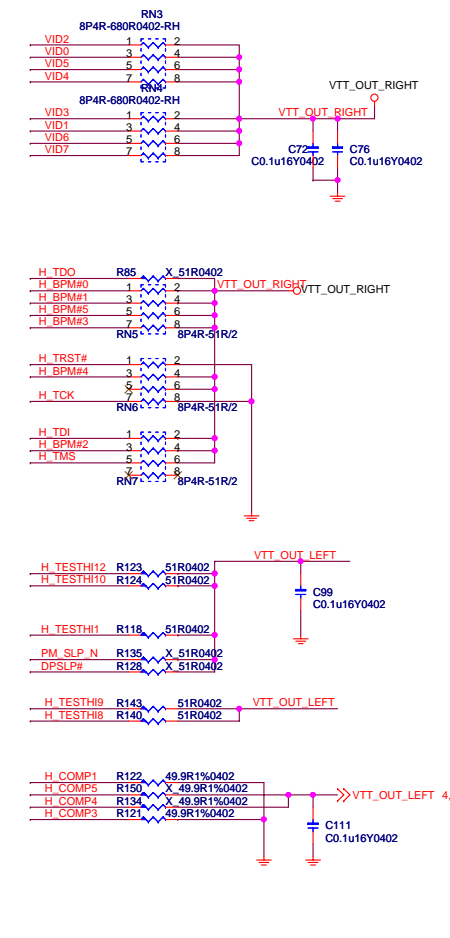 RN3
8P4R-680R0402-RH
VID2 1 2
VID0 3 4
VID5 5 6
VID4 7 8
RN4
8P4R-680R0402-RH
VTT_OUT_RIGHT
VID3 1 2 VTT_OUT_RIGHT
VID1 3 4
VID6 5 6
VID7 7 8
C72 C76
C0.1u16Y0402 C0.1u16Y0402
H_TDO R85 X_51R0402
H_BPM#0 1 2 VTT_OUT_RIGHT VTT_OUT_RIGHT
H_BPM#1 3 4
H_BPM#5 5 6
H_BPM#3 7 8
RN5 8P4R-51R/2
H_TRST# 1 2
H_BPM#4 3 4
5 6
H_TCK 7 8
RN6 8P4R-51R/2
H_TDI 1 2
H_BPM#2 3 4
H_TMS 5 6
7 8
RN7 8P4R-51R/2
VTT_OUT_LEFT
H_TESTHI12 R123 51R0402
H_TESTHI10 R124 51R0402
C99
C0.1u16Y0402
H_TESTHI1 R118 51R0402
PM_SLP_N R135 X_51R0402
DPSLP# R128 X_51R0402
H_TESTHI9 R143 51R0402 VTT_OUT_LEFT
H_TESTHI8 R140 51R0402
H_COMP1 R122 49.9R1%0402
H_COMP5 R150 X_49.9R1%0402
VTT_OUT_LEFT 4,
H_COMP4 R134 X_49.9R1%0402
H_COMP3 R121 49.9R1%0402
C111
C0.1u16Y0402